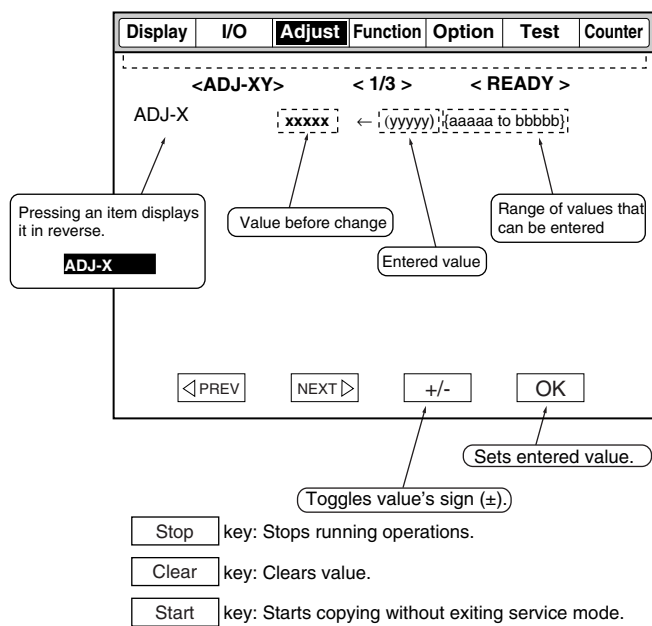 Display I/O Adjust Function Option Test Counter
<ADJ-XY> < 1/3 > < READY >
ADJ-X xxxxx ← (yyyyy) {aaaaa to bbbbb}
Pressing an item displays
it in reverse.
ADJ-X
Value before change
Entered value
Range of values that
can be entered
PREV NEXT +/- OK
Sets entered value.
Toggles value's sign (±).
Stop key: Stops running operations.
Clear key: Clears value.
Start key: Starts copying without exiting service mode.